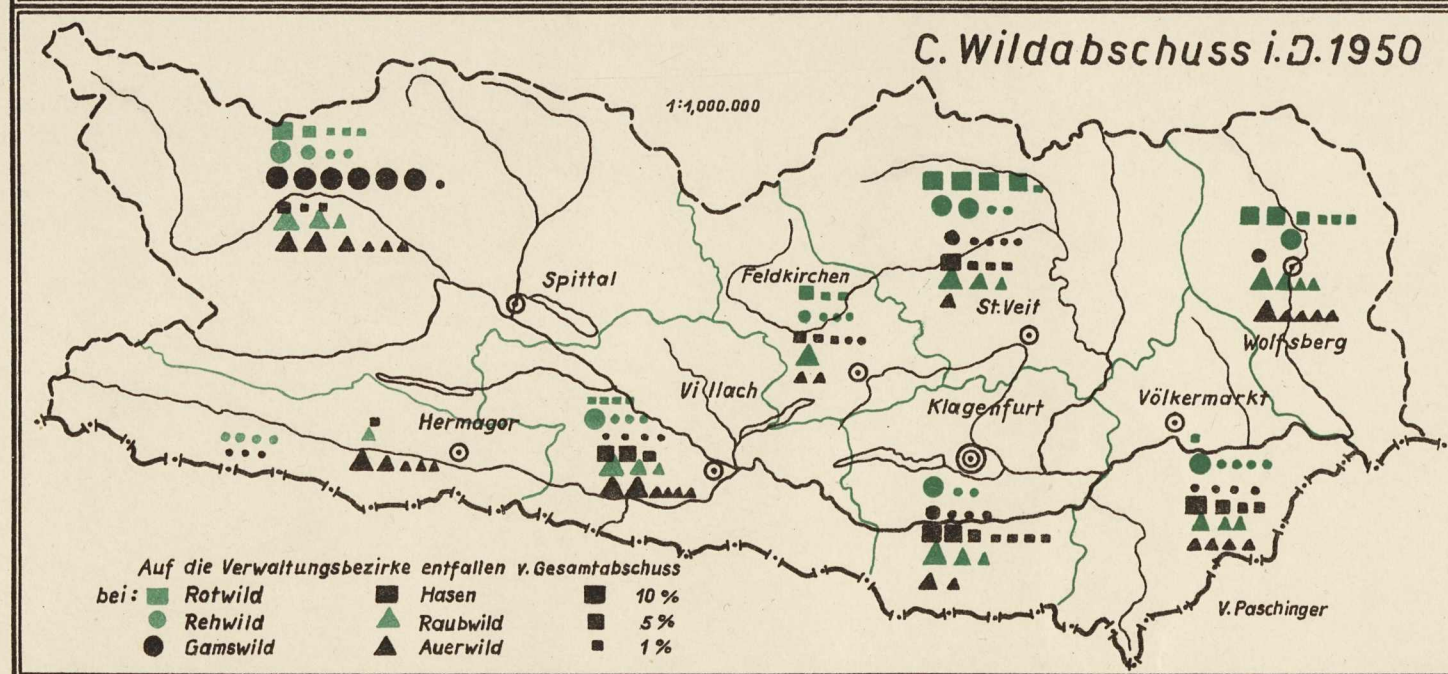 C. Wildabschuss i.D. 1950
1:1,000.000
Spittal
Feldkirchen
St. Veit
Wolfsberg
Villach
Klagenfurt
Völkermarkt
Hermagor
Auf die Verwaltungsbezirke entfallen v. Gesamtabschuss
bei: Rotwild Hasen 10 %
Rehwild Raubwild 5 %
Gamswild Auerwild 1 %
V. Paschinger